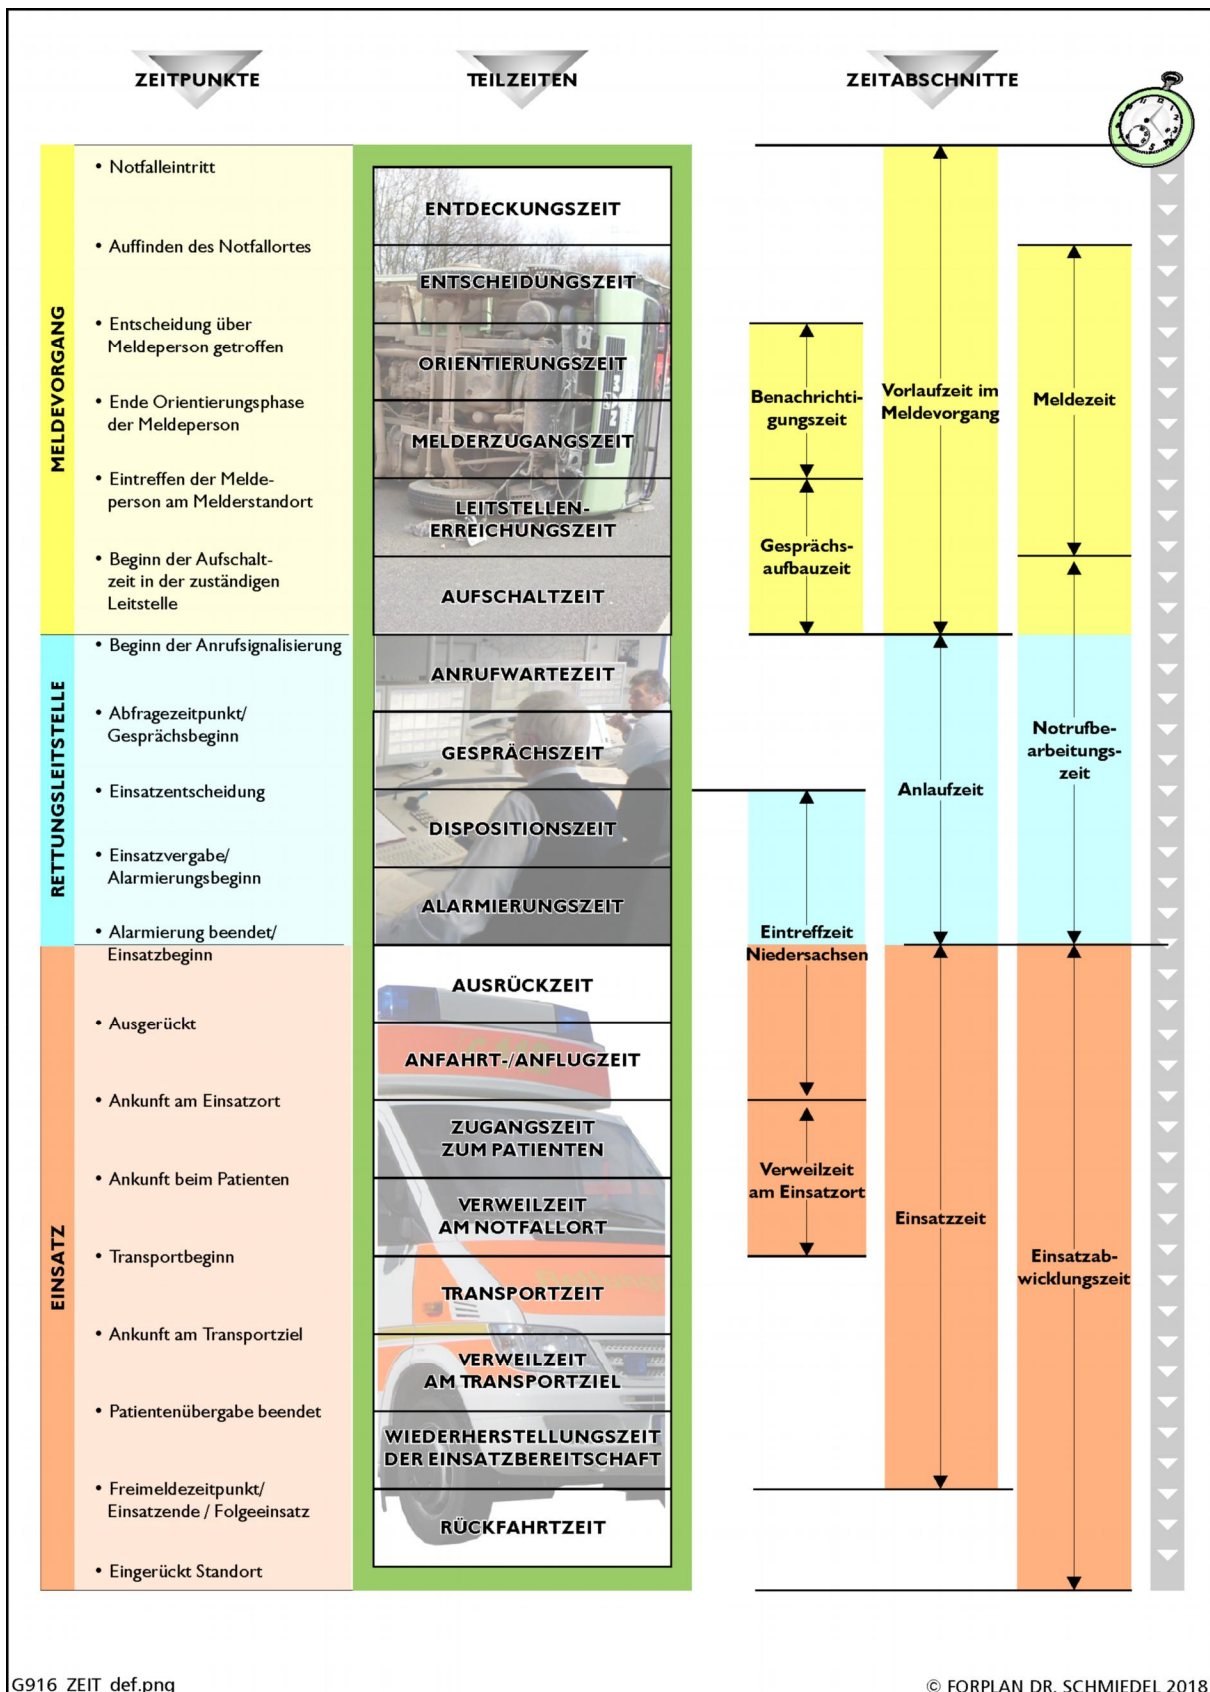 ZEITPUNKTE
TEILZEITEN
ZEITABSCHNITTE
MELDEVORGANG
• Notfalleintritt
• Auffinden des Notfallortes
• Entscheidung über
Meldeperson getroffen
• Ende Orientierungsphase
der Meldeperson
• Eintreffen der Melde-
person am Melderstandort
• Beginn der Aufschalt-
zeit in der zuständigen
Leitstelle
RETTUNGSLEITSTELLE
• Beginn der Anrufsignalisierung
• Abfragezeitpunkt/
Gesprächsbeginn
• Einsatzentscheidung
• Einsatzvergabe/
Alarmierungsbeginn
• Alarmierung beendet/
Einsatzbeginn
EINSATZ
• Ausgerückt
• Ankunft am Einsatzort
• Ankunft beim Patienten
• Transportbeginn
• Ankunft am Transportziel
• Patientenübergabe beendet
• Freimeldezeitpunkt/
Einsatzende / Folgeeinsatz
• Eingerückt Standort
ENTDECKUNGSZEIT
ENTSCHEIDUNGSZEIT
ORIENTIERUNGSZEIT
MELDERZUGANGSZEIT
LEITSTELLEN-
ERREICHUNGSZEIT
AUFSCHALTZEIT
ANRUFWARTEZEIT
GESPRÄCHSZEIT
DISPOSITIONSZEIT
ALARMIERUNGSZEIT
AUSRÜCKZEIT
ANFAHRT-/ANFLUGZEIT
ZUGANGSZEIT
ZUM PATIENTEN
VERWEILZEIT
AM NOTFALLORT
TRANSPORTZEIT
VERWEILZEIT
AM TRANSPORTZIEL
WIEDERHERSTELLUNGSZEIT
DER EINSATZBEREITSCHAFT
RÜCKFAHRTZEIT
Benachrichti-
gungszeit
Gesprächs-
aufbauzeit
Eintreffzeit
Niedersachsen
Verweilzeit
am Einsatzort
Vorlaufzeit im
Meldevorgang
Anlaufzeit
Einsatzzeit
Meldezeit
Notrufbe-
arbeitungs-
zeit
Einsatzab-
wicklungszeit
G916_ZEIT_def.png
© FORPLAN DR. SCHMIEDEL 2018